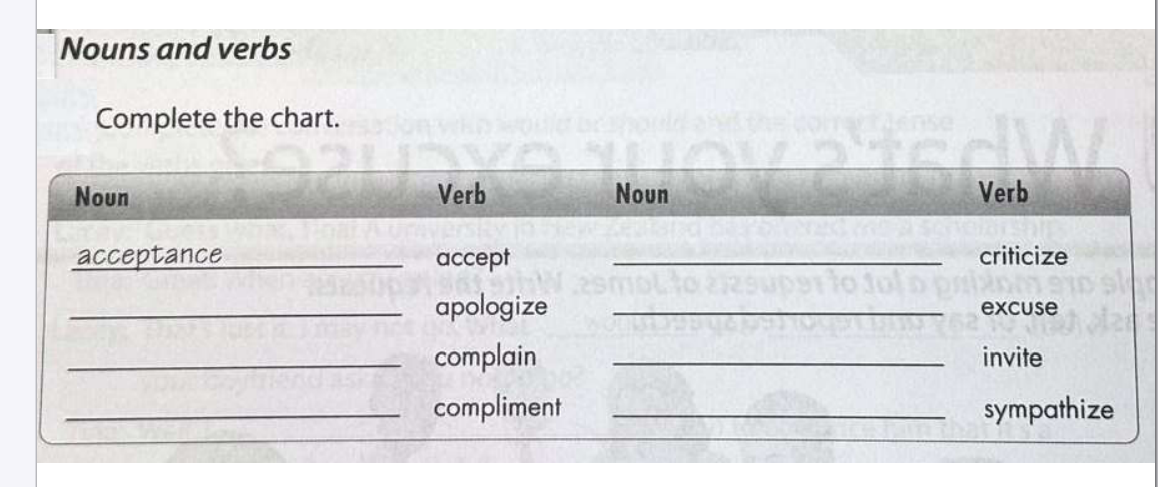 Nouns and verbs
Complete the chart.
Noun Verb Noun Verb
acceptance accept criticize
apologize excuse
complain invite
compliment sympathize